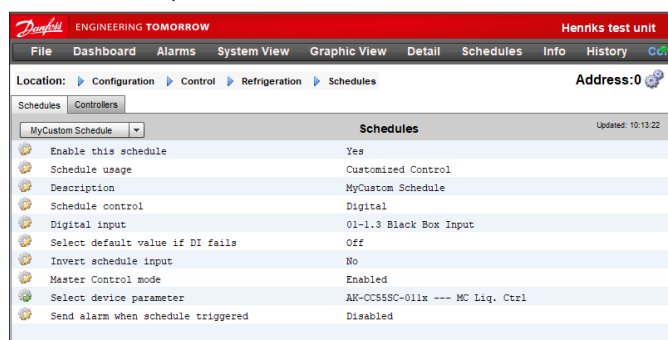 Danfoss ENGINEERING TOMORROW Henriks test unit
File Dashboard Alarms System View Graphic View Detail Schedules Info History
Location: Configuration Control Refrigeration Schedules Address:0
Schedules Controllers
MyCustom Schedule Schedules Updated: 10:13:22
Enable this schedule Yes
Schedule usage Customized Control
Description MyCustom Schedule
Schedule control Digital
Digital input 01-1.3 Black Box Input
Select default value if DI fails Off
Invert schedule input No
Master Control mode Enabled
Select device parameter AK-CC55SC-011x --- MC Liq. Ctrl
Send alarm when schedule triggered Disabled